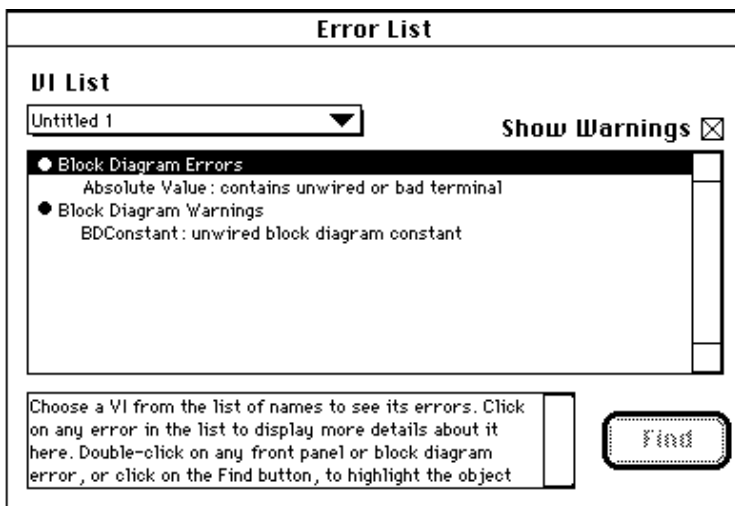 Error List
VI List
Untitled 1
Show Warnings
Block Diagram Errors
Absolute Value: contains unwired or bad terminal
Block Diagram Warnings
BDConstant: unwired block diagram constant
Choose a VI from the list of names to see its errors. Click
on any error in the list to display more details about it
here. Double-click on any front panel or block diagram
error, or click on the Find button, to highlight the object
Find